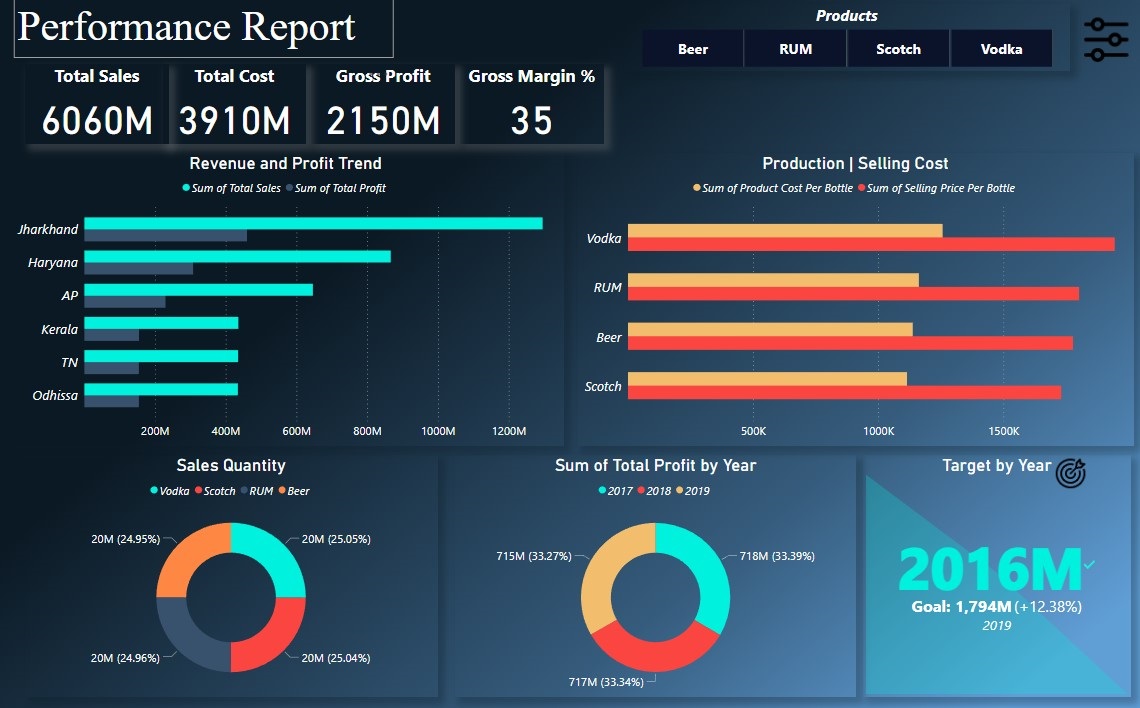 Performance Report
Products
Beer RUM Scotch Vodka
Total Sales Total Cost Gross Profit Gross Margin %
6060M 3910M 2150M 35
Revenue and Profit Trend
Sum of Total Sales Sum of Total Profit
Jharkhand
Haryana
AP
Kerala
TN
Odhissa
200M 400M 600M 800M 1000M 1200M
Production | Selling Cost
Sum of Product Cost Per Bottle Sum of Selling Price Per Bottle
Vodka
RUM
Beer
Scotch
500K 1000K 1500K
Sales Quantity
Vodka Scotch RUM Beer
20M (24.95%) 20M (25.05%)
20M (24.96%) 20M (25.04%)
Sum of Total Profit by Year
2017 2018 2019
715M (33.27%) 718M (33.39%)
717M (33.34%)
Target by Year
2016M
Goal: 1,794M (+12.38%)
2019